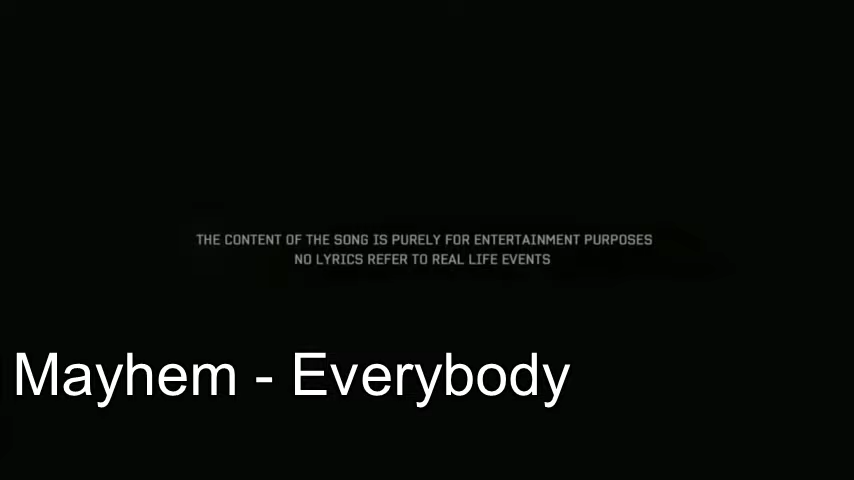 THE CONTENT OF THE SONG IS PURELY FOR ENTERTAINMENT PURPOSES
NO LYRICS REFER TO REAL LIFE EVENTS
Mayhem - Everybody